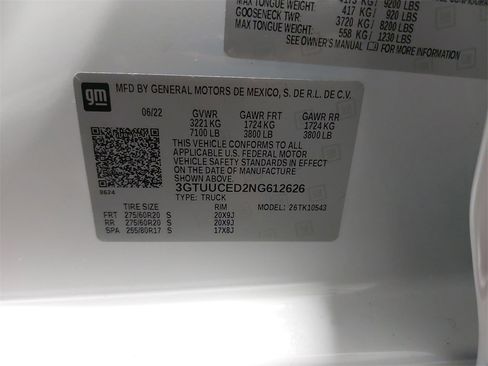 4173 KG / 9200 LBS
MAX TONGUE WEIGHT:
417 KG / 920 LBS
GOOSENECK TWR:
3720 KG / 8200 LBS
MAX TONGUE WEIGHT:
558 KG / 1230 LBS
SEE OWNER'S MANUAL FOR MORE INFORMATION
gm
MFD BY GENERAL MOTORS DE MEXICO, S. DE R.L. DE C.V.
06/22 GVWR GAWR FRT GAWR RR
3221 KG 1724 KG 1724 KG
7100 LB 3800 LB 3800 LB
THIS VEHICLE CONFORMS TO ALL
APPLICABLE U.S. FEDERAL MOTOR
VEHICLE SAFETY STANDARDS IN EFFECT
ON THE DATE OF MANUFACTURE
SHOWN ABOVE.
3GTUUCED2NG612626
TYPE: TRUCK
9624
MODEL: 26TK10543
TIRE SIZE RIM
FRT 275/60R20 S 20X9J
RR 275/60R20 S 20X9J
SPA 255/80R17 S 17X8J